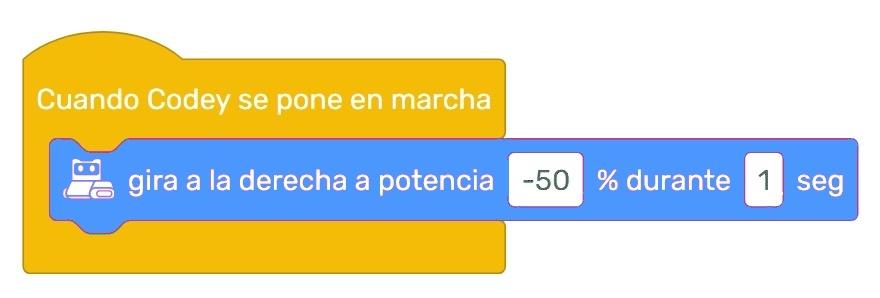 Cuando Codey se pone en marcha
gira a la derecha a potencia -50 % durante 1 seg